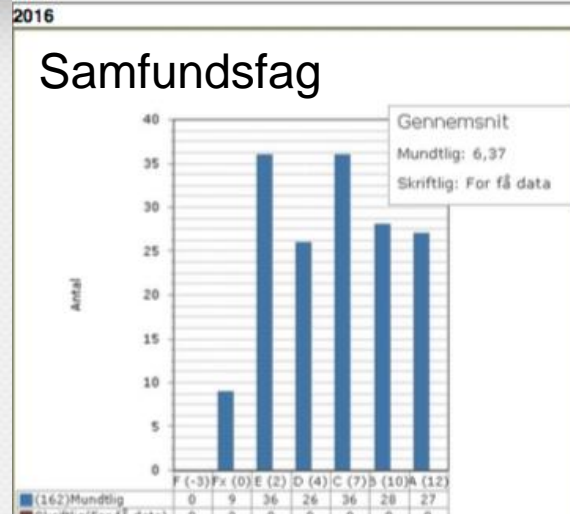 2016
Samfundsfag
Gennemsnit
Mundtlig: 6,37
Skriftlig: For få data
40
35
30
25
20
15
10
5
0
Antal
F (-3) Fx (0) E (2) D (4) C (7) (10) A (12)
(162)Mundtlig 0 9 36 26 36 28 27